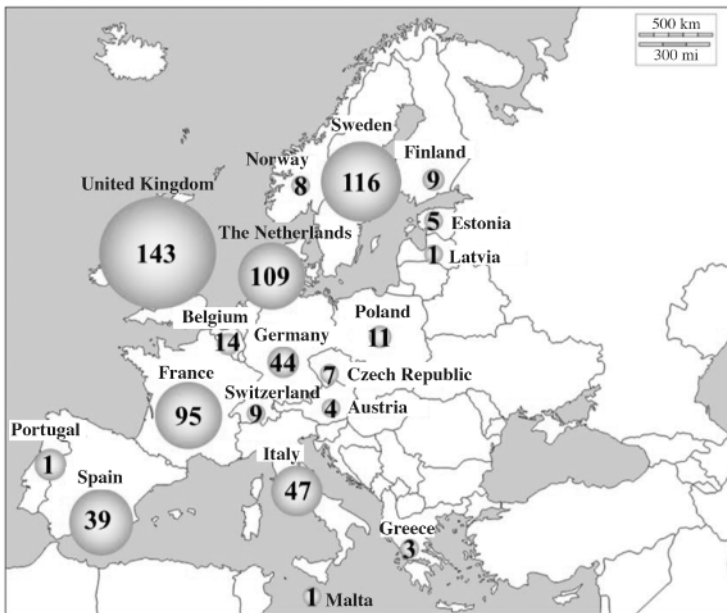 500 km
300 mi
Sweden
116
Norway
8
Finland
9
United Kingdom
143
The Netherlands
109
5 Estonia
1 Latvia
Belgium
14
Germany
44
Poland
11
France
95
Switzerland
9
7 Czech Republic
4 Austria
Portugal
1
Spain
39
Italy
47
Greece
3
1 Malta